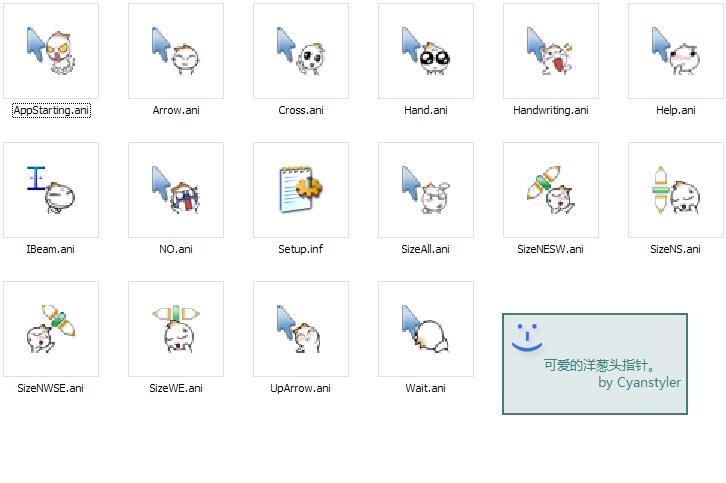 AppStarting.ani
Arrow.ani
Cross.ani
Hand.ani
Handwriting.ani
Help.ani
IBeam.ani
NO.ani
Setup.inf
SizeAll.ani
SizeNESW.ani
SizeNS.ani
SizeNWSE.ani
SizeWE.ani
UpArrow.ani
Wait.ani
可爱的洋葱头指针。
by Cyanstyler